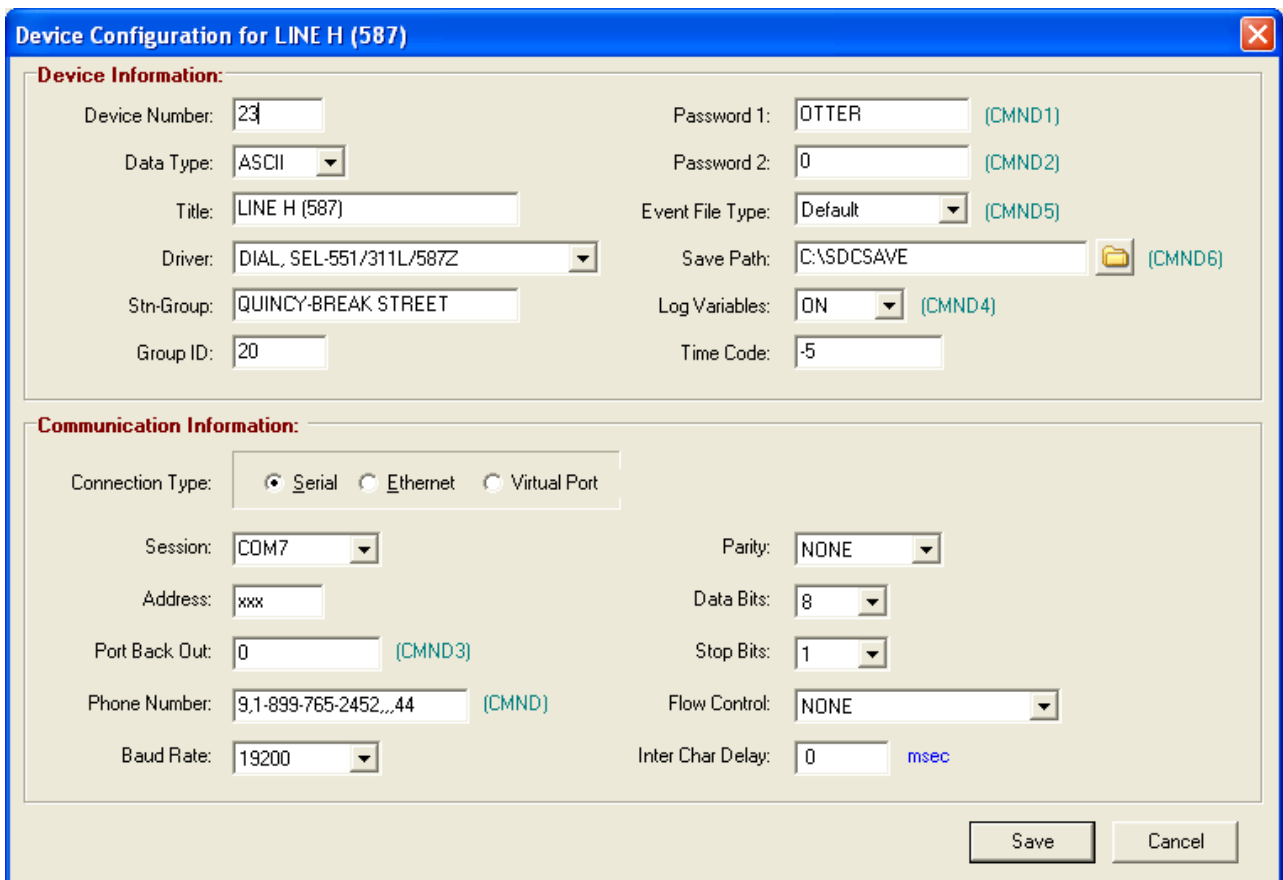 Device Configuration for LINE H (587)
Device Information:
Device Number: 23
Password 1: OTTER (CMND1)
Data Type: ASCII
Password 2: 0 (CMND2)
Title: LINE H (587)
Event File Type: Default (CMND5)
Driver: DIAL, SEL-551/311L/587Z
Save Path: C:\SDCSAVE (CMND6)
Stn-Group: QUINCY-BREAK STREET
Log Variables: ON (CMND4)
Group ID: 20
Time Code: -5
Communication Information:
Connection Type: Serial Ethernet Virtual Port
Session: COM7
Parity: NONE
Address: xxx
Data Bits: 8
Port Back Out: 0 (CMND3)
Stop Bits: 1
Phone Number: 9,1-899-765-2452,,,44 (CMND)
Flow Control: NONE
Baud Rate: 19200
Inter Char Delay: 0 msec
Save Cancel